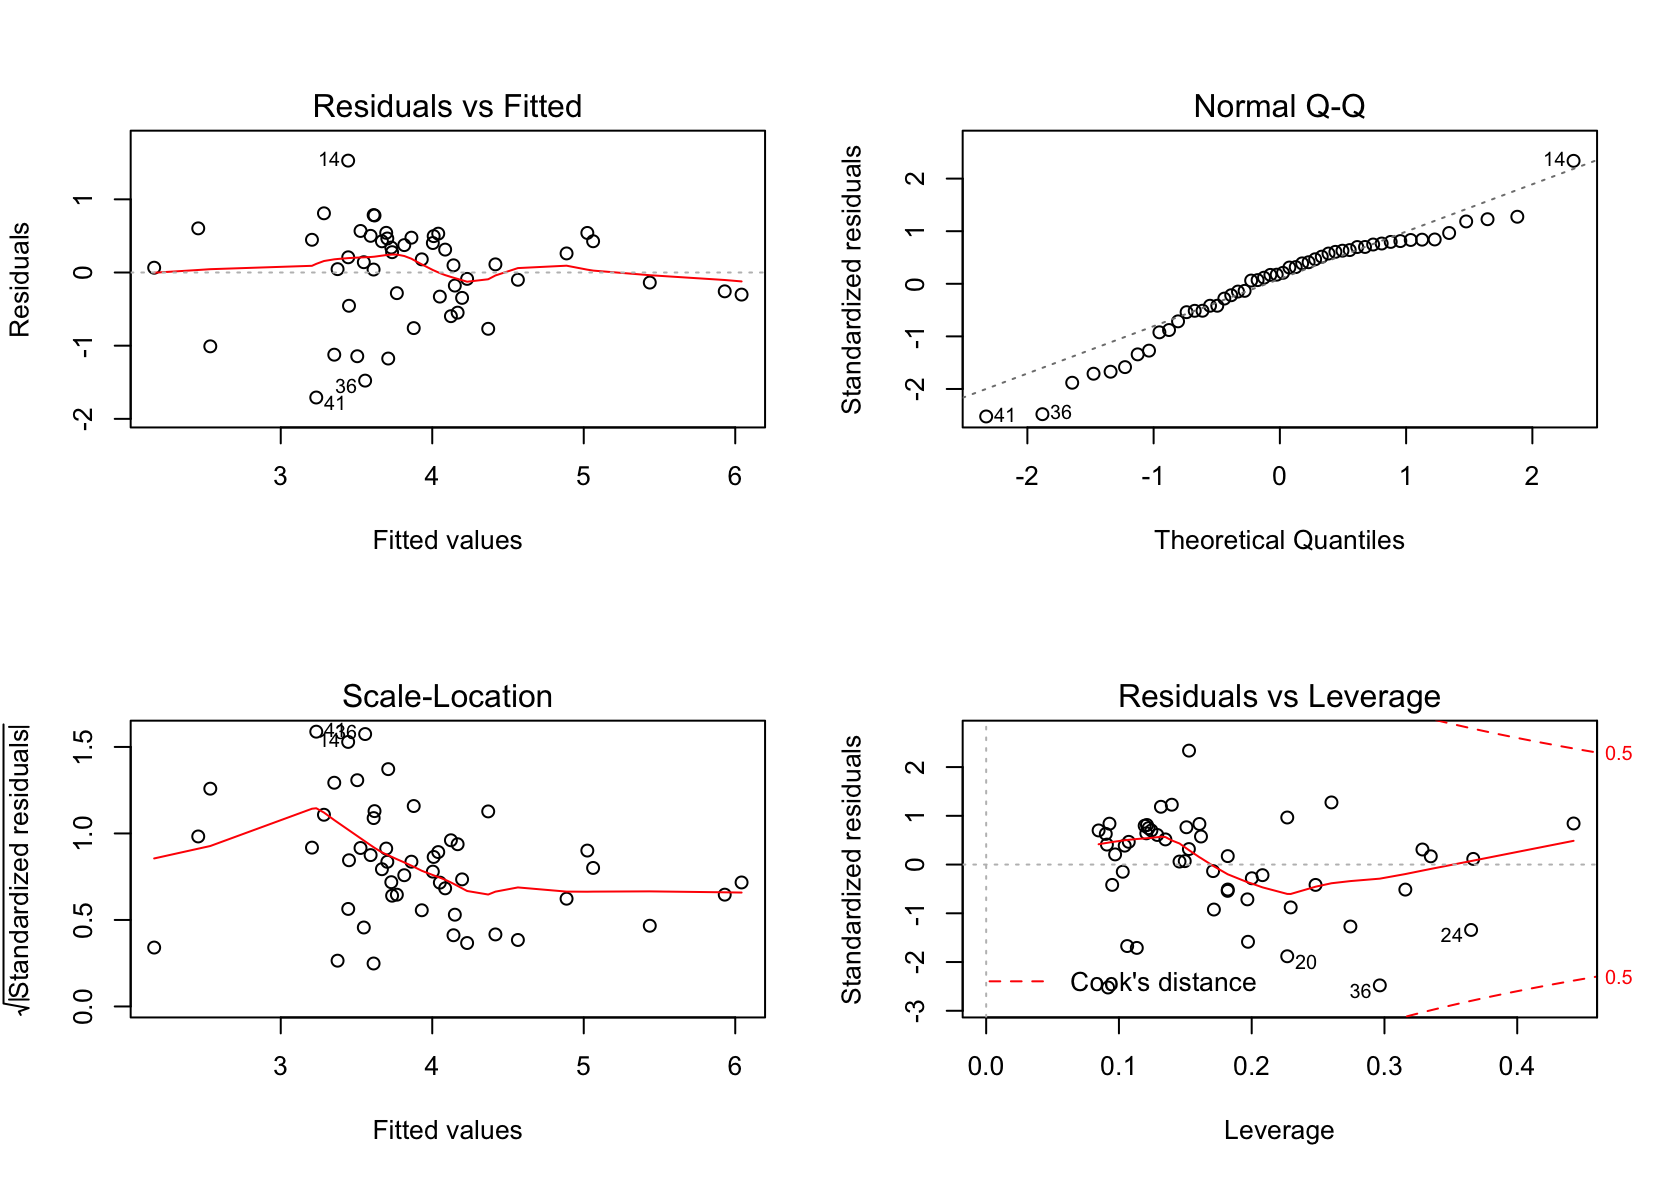 Residuals vs Fitted
Residuals
-2 -1 0 1
14
36
41
3 4 5 6
Fitted values
Normal Q-Q
Standardized residuals
-2 -1 0 1 2
14
41
36
-2 -1 0 1 2
Theoretical Quantiles
Scale-Location
√|Standardized residuals|
0.0 0.5 1.0 1.5
41
36
14
3 4 5 6
Fitted values
Residuals vs Leverage
Standardized residuals
-3 -2 -1 0 1 2
0.5
0.5
24
20
36
Cook's distance
0.0 0.1 0.2 0.3 0.4
Leverage